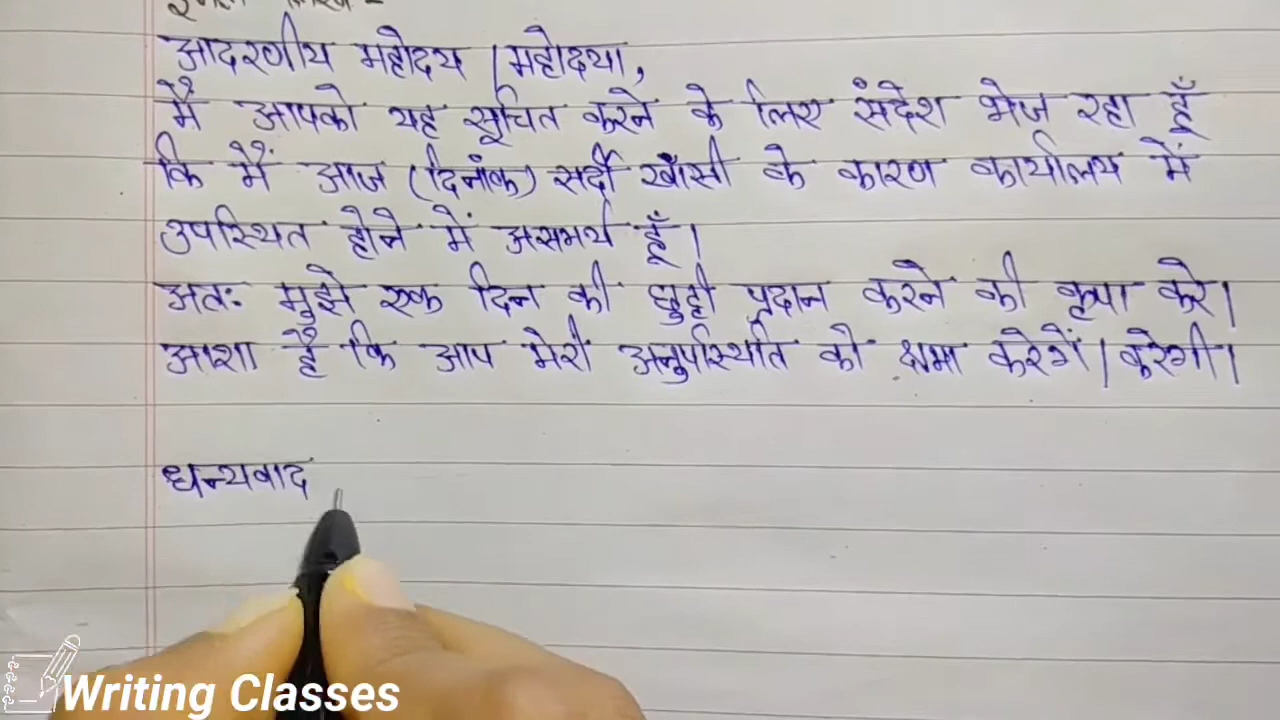 आदरणीय महोदय / महोदया,
मैं आपको यह सूचित करने के लिए संदेश भेज रहा हूँ
कि मैं आज (दिनांक) सर्दी खाँसी के कारण कार्यालय में
उपस्थित होने में असमर्थ हूँ।
अतः मुझे एक दिन की छुट्टी प्रदान करने की कृपा करे।
आशा है कि आप मेरी अनुपस्थिति को क्षमा करेगें / करेगी।
धन्यवाद
Writing Classes